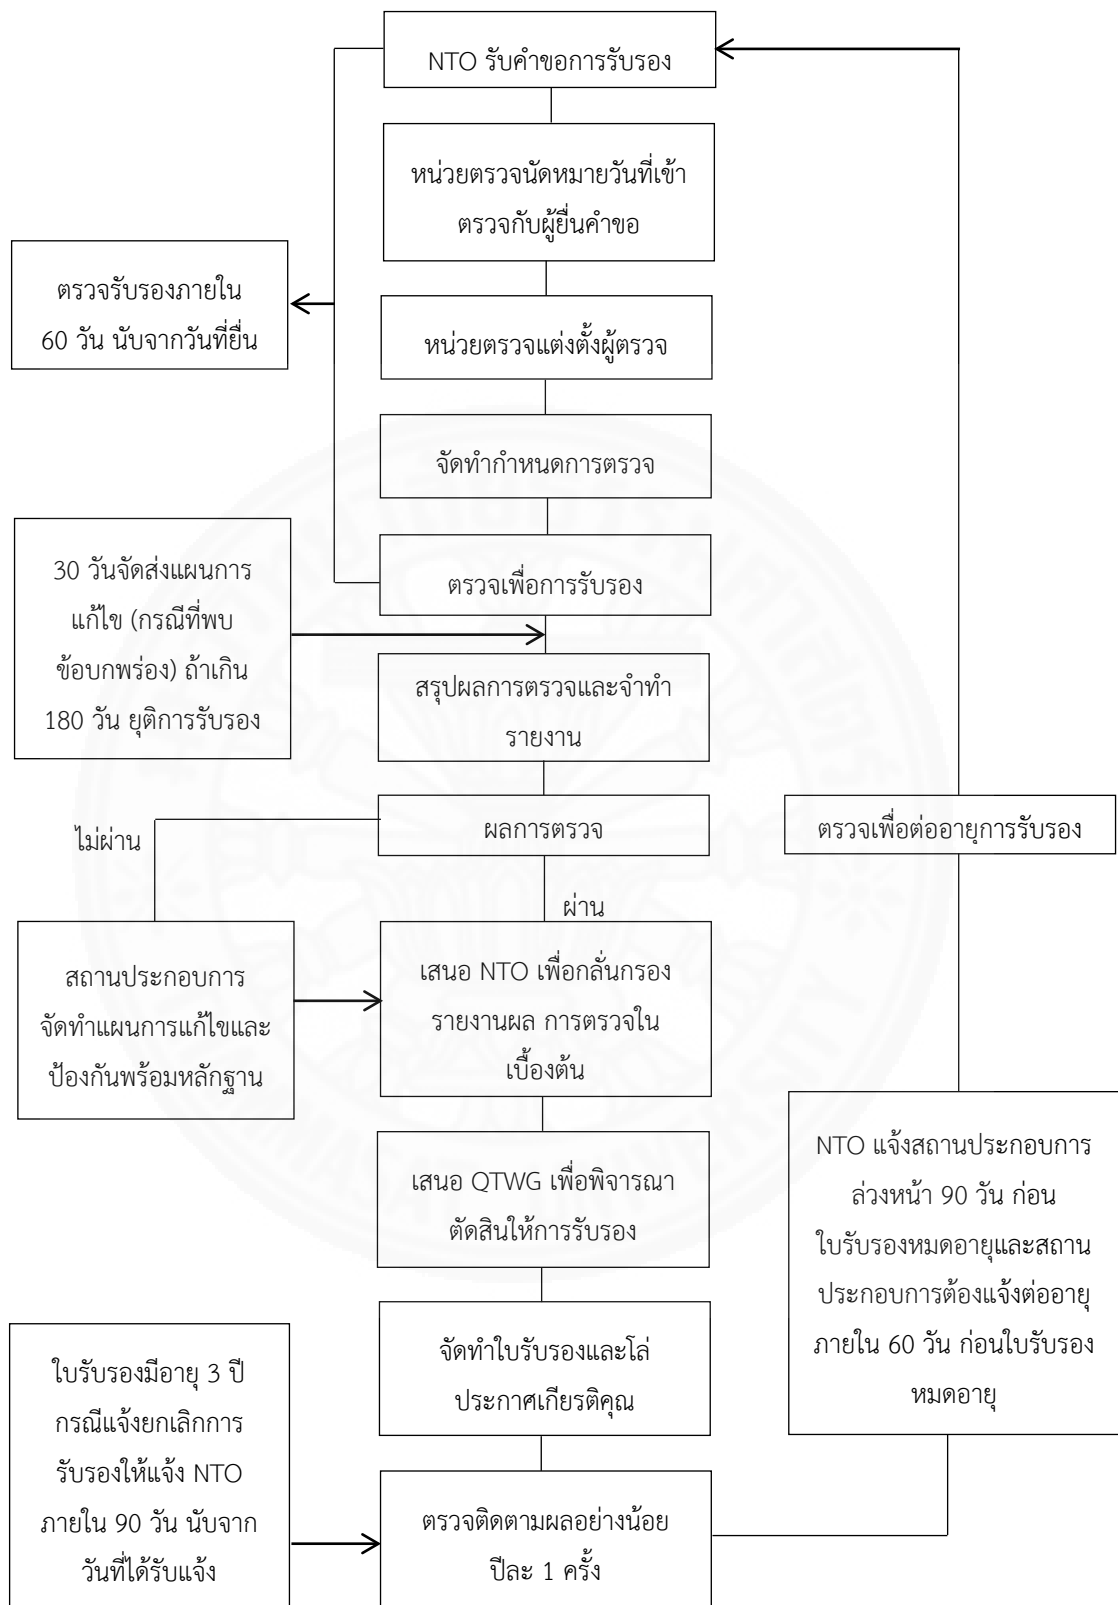 NTO รับคำขอการรับรอง
หน่วยตรวจนัดหมายวันที่เข้า
ตรวจกับผู้ยื่นคำขอ
ตรวจรับรองภายใน
60 วัน นับจากวันที่ยื่น
หน่วยตรวจแต่งตั้งผู้ตรวจ
จัดทำกำหนดการตรวจ
ตรวจเพื่อการรับรอง
30 วันจัดส่งแผนการ
แก้ไข (กรณีที่พบ
ข้อบกพร่อง) ถ้าเกิน
180 วัน ยุติการรับรอง
สรุปผลการตรวจและจำทำ
รายงาน
ผลการตรวจ
ไม่ผ่าน
ผ่าน
สถานประกอบการ
จัดทำแผนการแก้ไขและ
ป้องกันพร้อมหลักฐาน
เสนอ NTO เพื่อกลั่นกรอง
รายงานผล การตรวจใน
เบื้องต้น
เสนอ QTWG เพื่อพิจารณา
ตัดสินให้การรับรอง
จัดทำใบรับรองและโล่
ประกาศเกียรติคุณ
ใบรับรองมีอายุ 3 ปี
กรณีแจ้งยกเลิกการ
รับรองให้แจ้ง NTO
ภายใน 90 วัน นับจาก
วันที่ได้รับแจ้ง
ตรวจติดตามผลอย่างน้อย
ปีละ 1 ครั้ง
NTO แจ้งสถานประกอบการ
ล่วงหน้า 90 วัน ก่อน
ใบรับรองหมดอายุและสถาน
ประกอบการต้องแจ้งต่ออายุ
ภายใน 60 วัน ก่อนใบรับรอง
หมดอายุ
ตรวจเพื่อต่ออายุการรับรอง